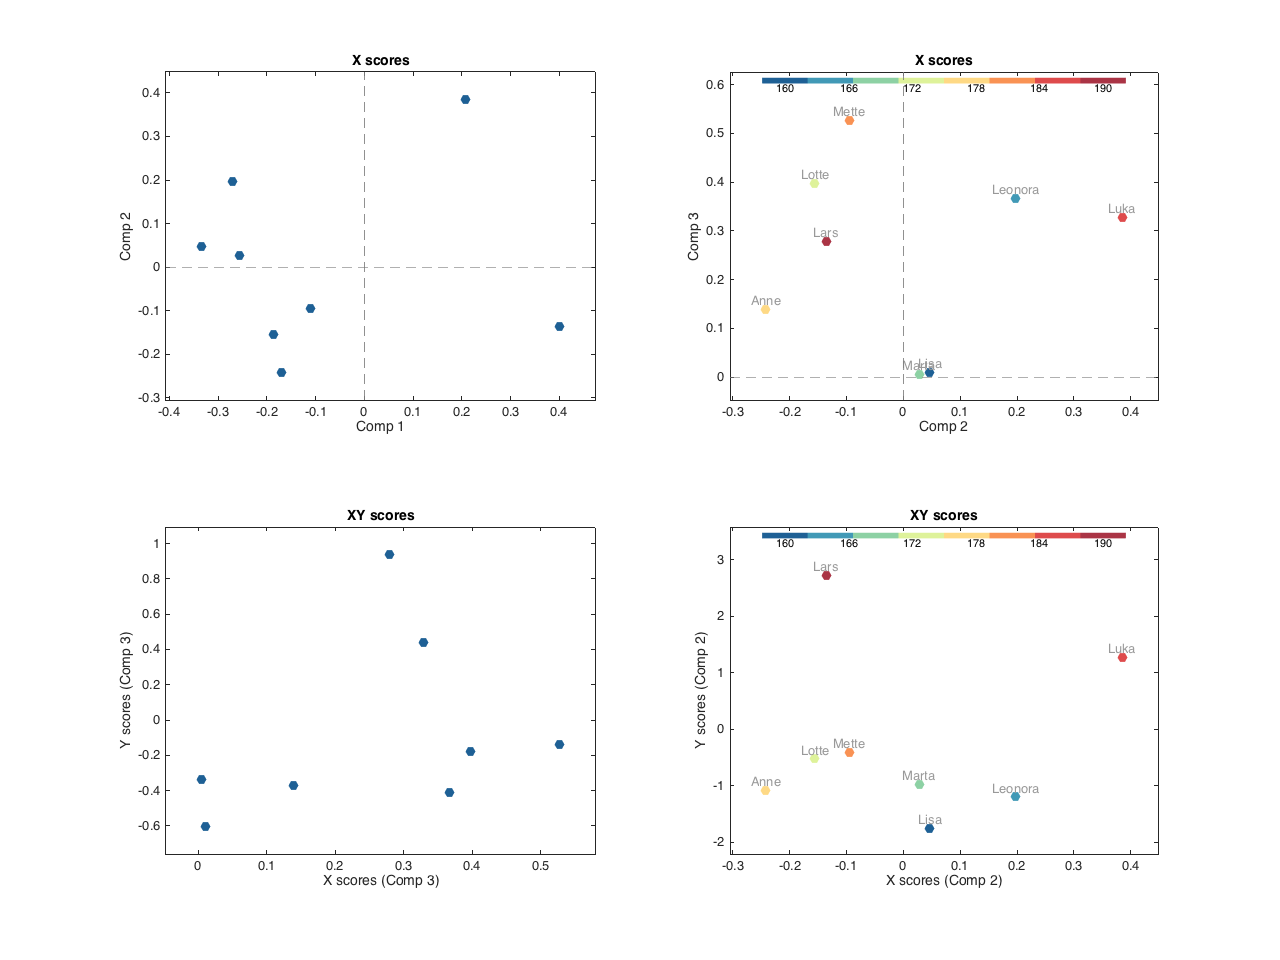 X scores
0.4
0.3
0.2
0.1
0
-0.1
-0.2
-0.3
Comp 2
-0.4 -0.3 -0.2 -0.1 0 0.1 0.2 0.3 0.4
Comp 1
X scores
160 166 172 178 184 190
0.6
0.5
0.4
0.3
0.2
0.1
0
Comp 3
Mette
Lotte
Leonora
Luka
Lars
Anne
Marta Lisa
-0.3 -0.2 -0.1 0 0.1 0.2 0.3 0.4
Comp 2
XY scores
1
0.8
0.6
0.4
0.2
0
-0.2
-0.4
-0.6
Y scores (Comp 3)
0 0.1 0.2 0.3 0.4 0.5
X scores (Comp 3)
XY scores
160 166 172 178 184 190
3
2
1
0
-1
-2
Y scores (Comp 2)
Lars
Luka
Lotte Mette
Anne
Marta
Leonora
Lisa
-0.3 -0.2 -0.1 0 0.1 0.2 0.3 0.4
X scores (Comp 2)